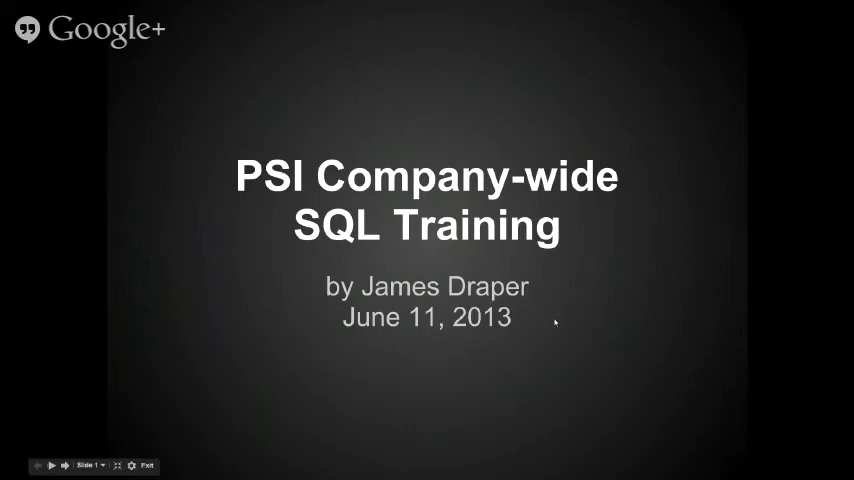 Google+
PSI Company-wide
SQL Training
by James Draper
June 11, 2013
Slide 1
Exit